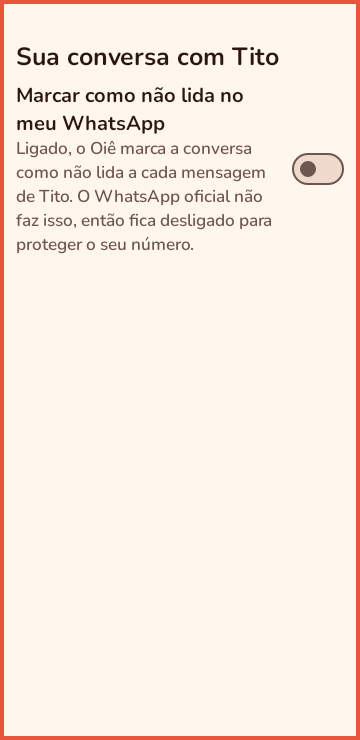 Sua conversa com Tito
Marcar como não lida no
meu WhatsApp
Ligado, o Oiê marca a conversa
como não lida a cada mensagem
de Tito. O WhatsApp oficial não
faz isso, então fica desligado para
proteger o seu número.